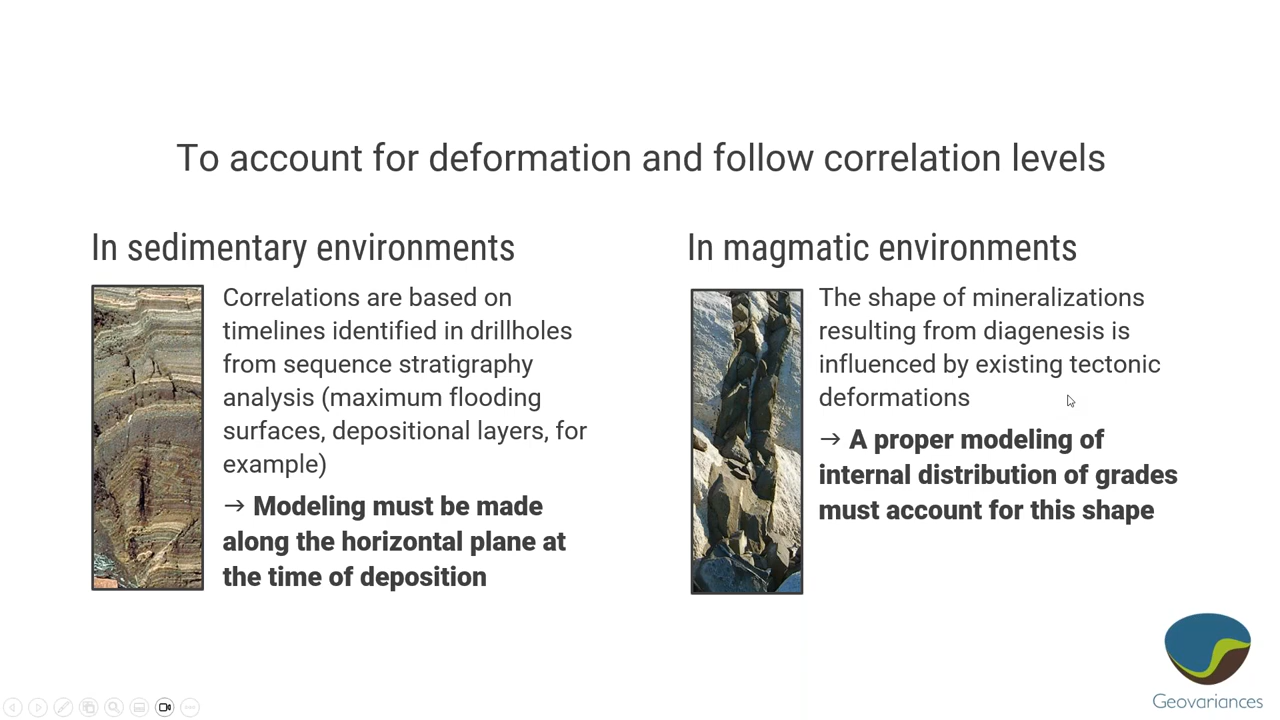 To account for deformation and follow correlation levels
In sedimentary environments
Correlations are based on
timelines identified in drillholes
from sequence stratigraphy
analysis (maximum flooding
surfaces, depositional layers, for
example)
→ Modeling must be made
along the horizontal plane at
the time of deposition
In magmatic environments
The shape of mineralizations
resulting from diagenesis is
influenced by existing tectonic
deformations
→ A proper modeling of
internal distribution of grades
must account for this shape
Geovariances